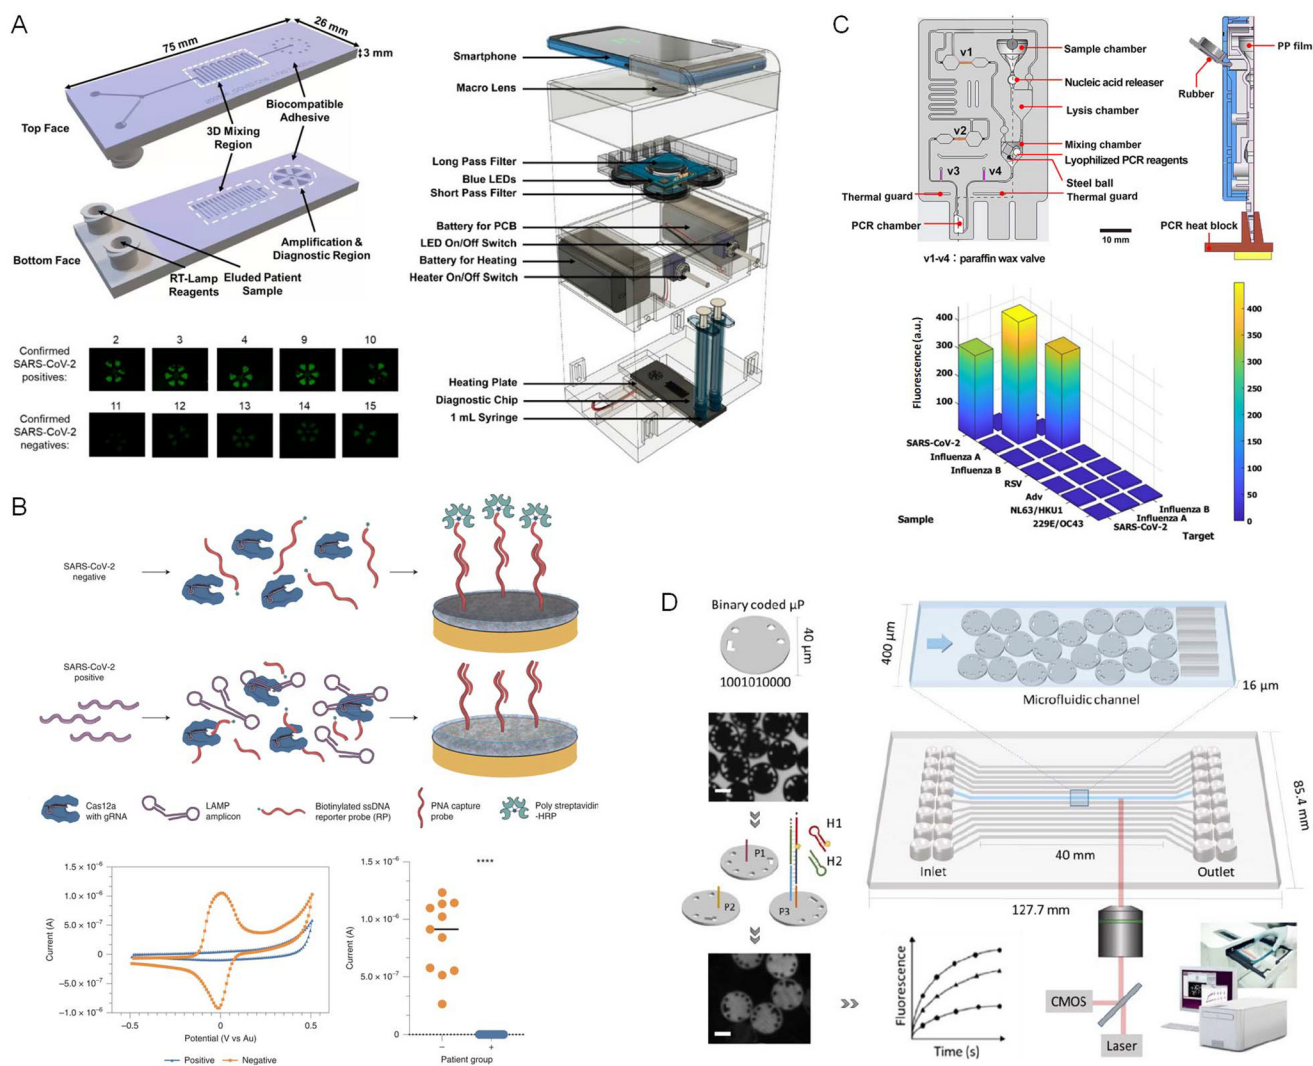 A
75 mm
26 mm
3 mm
Top Face
3D Mixing
Region
Biocompatible
Adhesive
Bottom Face
RT-Lamp
Reagents
Eluded Patient
Sample
Amplification &
Diagnostic Region
Confirmed
SARS-CoV-2
positives:
2 3 4 9 10
Confirmed
SARS-CoV-2
negatives:
11 12 13 14 15
Smartphone
Macro Lens
Long Pass Filter
Blue LEDs
Short Pass Filter
Battery for PCB
LED On/Off Switch
Battery for Heating
Heater On/Off Switch
Heating Plate
Diagnostic Chip
1 mL Syringe
B
SARS-CoV-2
negative
SARS-CoV-2
positive
Cas12a
with gRNA
LAMP
amplicon
Biotinylated ssDNA
reporter probe (RP)
PNA capture
probe
Poly streptavidin
-HRP
Current (A)
1.5 × 10⁻⁶
1.0 × 10⁻⁶
5.0 × 10⁻⁷
0
−5.0 × 10⁻⁷
−1.0 × 10⁻⁶
−0.5 0 0.5
Potential (V vs Au)
Positive Negative
Current (A)
1.5 × 10⁻⁶
1.0 × 10⁻⁶
5.0 × 10⁻⁷
0
****
− +
Patient group
C
v1
v2
v3
v4
Sample chamber
Nucleic acid releaser
Lysis chamber
Mixing chamber
Lyophilized PCR reagents
Steel ball
Thermal guard
Thermal guard
PCR chamber
10 mm
v1-v4：paraffin wax valve
PP film
Rubber
PCR heat block
Fluorescence (a.u.)
400
300
200
100
SARS-CoV-2
Influenza A
Influenza B
RSV
Adv
NL63/HKU1
229E/OC43
Sample
Influenza B
Influenza A
SARS-CoV-2
Target
400
350
300
250
200
150
100
50
0
D
Binary coded μP
40 μm
1001010000
P1
P2
P3
H1
H2
400 μm
16 μm
Microfluidic channel
Inlet
40 mm
Outlet
85.4 mm
127.7 mm
Fluorescence
Time (s)
CMOS
Laser